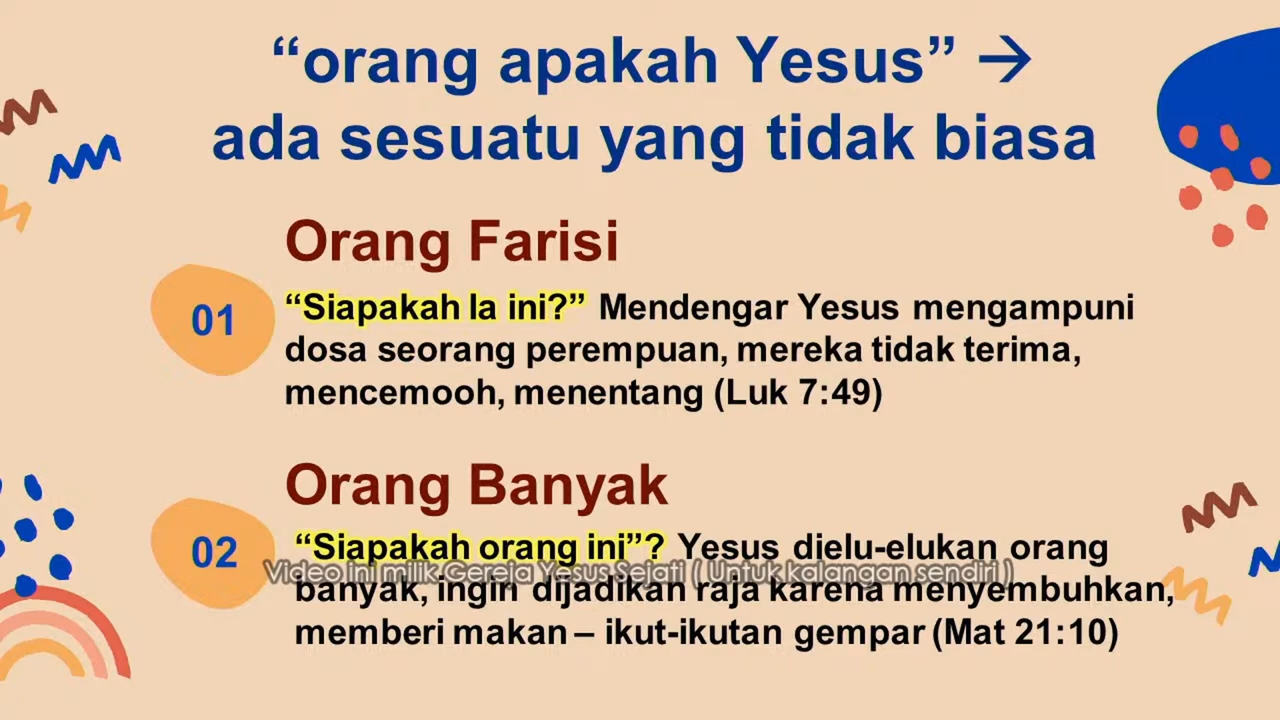 “orang apakah Yesus” →
ada sesuatu yang tidak biasa
Orang Farisi
01
“Siapakah Ia ini?” Mendengar Yesus mengampuni
dosa seorang perempuan, mereka tidak terima,
mencemooh, menentang (Luk 7:49)
Orang Banyak
02
“Siapakah orang ini”? Yesus dielu-elukan orang
Video ini milik Gereja Yesus Sejati ( Untuk kalangan sendiri )
banyak, ingin dijadikan raja karena menyembuhkan,
memberi makan – ikut-ikutan gempar (Mat 21:10)